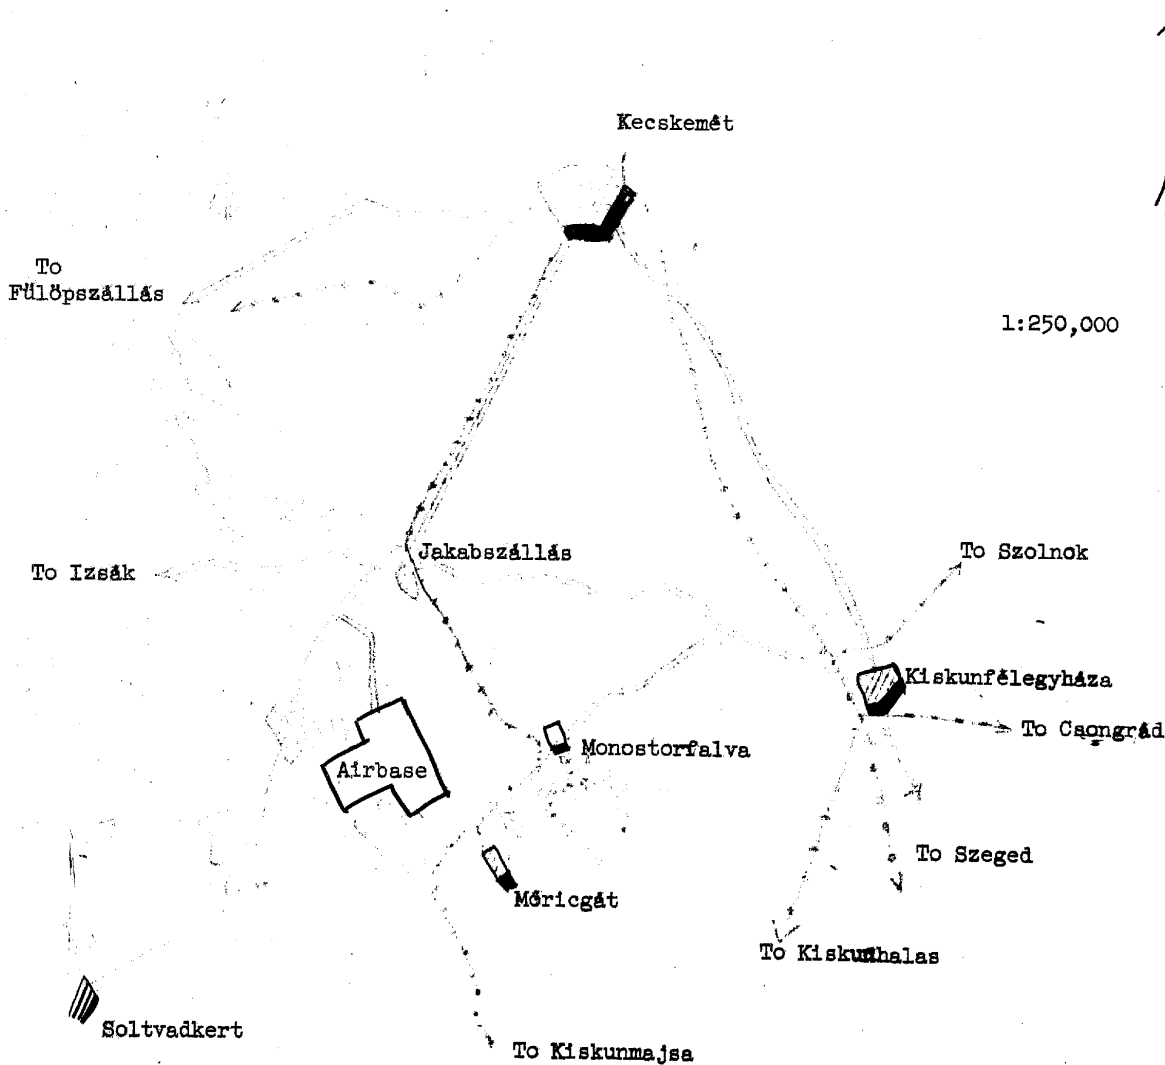 Kecskemét
To
Fülöpszállás
1:250,000
Jakabszállás
To Szolnok
To Izsák
Kiskunfélegyháza
To Csongrád
Monostorfalva
Airbase
To Szeged
Móricgát
To Kiskunhalas
Soltvadkert
To Kiskunmajsa